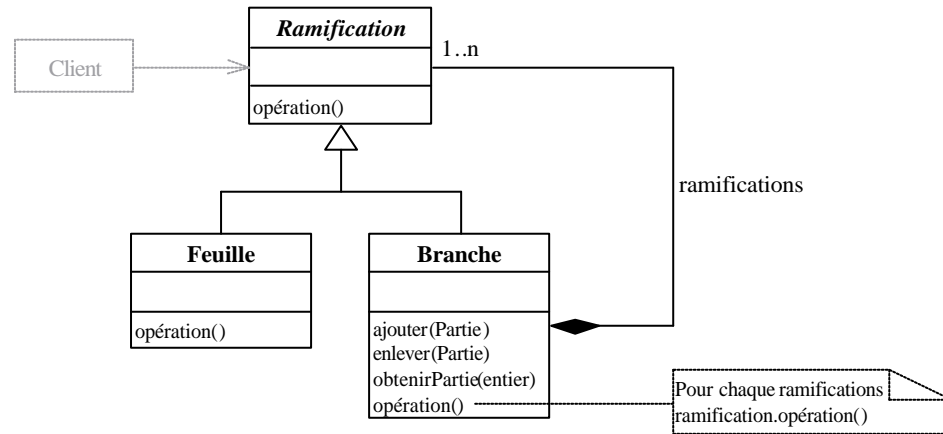 Ramification
1..n
Client
opération()
ramifications
Feuille
Branche
opération()
ajouter(Partie)
enlever(Partie)
obtenirPartie(entier)
opération()
Pour chaque ramifications
ramification.opération()